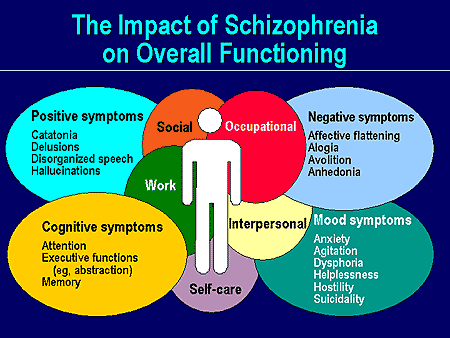 The Impact of Schizophrenia
on Overall Functioning
Positive symptoms
Catatonia
Delusions
Disorganized speech
Hallucinations
Social
Occupational
Negative symptoms
Affective flattening
Alogia
Avolition
Anhedonia
Work
Cognitive symptoms
Attention
Executive functions
(eg, abstraction)
Memory
Interpersonal
Self-care
Mood symptoms
Anxiety
Agitation
Dysphoria
Helplessness
Hostility
Suicidality